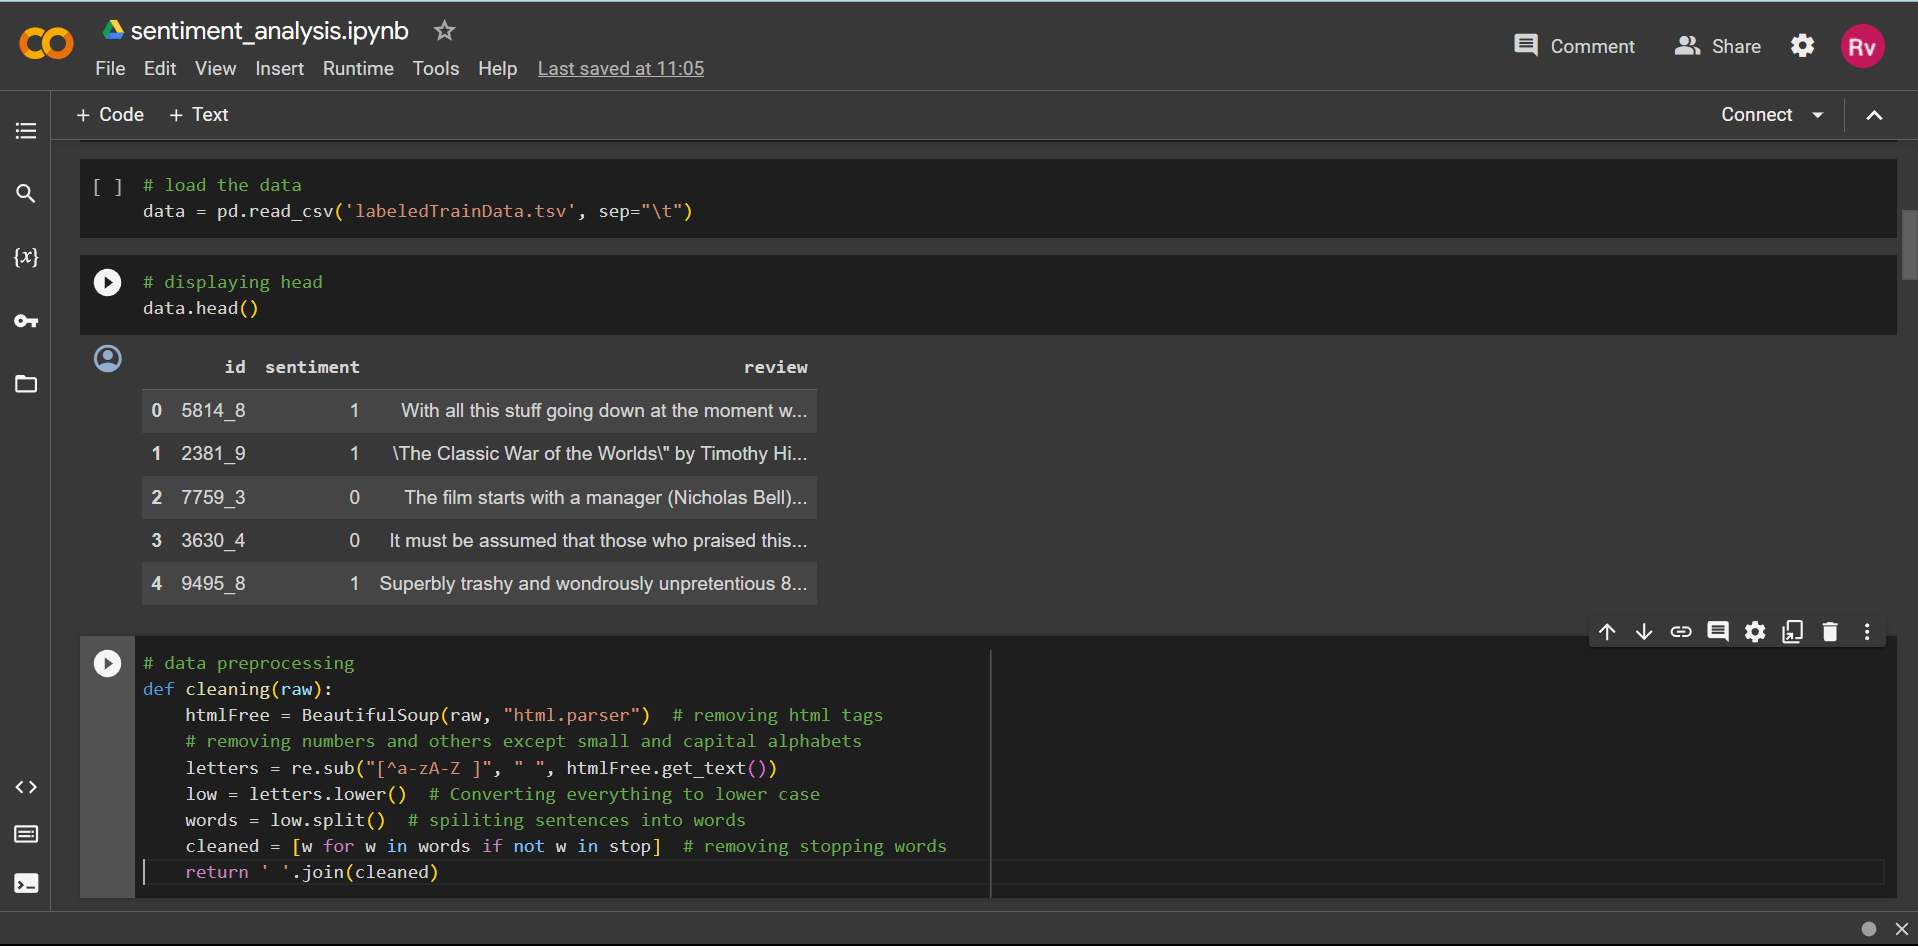 sentiment_analysis.ipynb
File Edit View Insert Runtime Tools Help Last saved at 11:05
Comment Share Rv
+ Code + Text
Connect
{x}
[ ] # load the data
data = pd.read_csv('labeledTrainData.tsv', sep="\t")
# displaying head
data.head()
id sentiment review
0 5814_8 1 With all this stuff going down at the moment w...
1 2381_9 1 \The Classic War of the Worlds\" by Timothy Hi...
2 7759_3 0 The film starts with a manager (Nicholas Bell)...
3 3630_4 0 It must be assumed that those who praised this...
4 9495_8 1 Superbly trashy and wondrously unpretentious 8...
# data preprocessing
def cleaning(raw):
    htmlFree = BeautifulSoup(raw, "html.parser")  # removing html tags
    # removing numbers and others except small and capital alphabets
    letters = re.sub("[^a-zA-Z ]", " ", htmlFree.get_text())
    low = letters.lower()  # Converting everything to lower case
    words = low.split()  # spiliting sentences into words
    cleaned = [w for w in words if not w in stop]  # removing stopping words
    return ' '.join(cleaned)